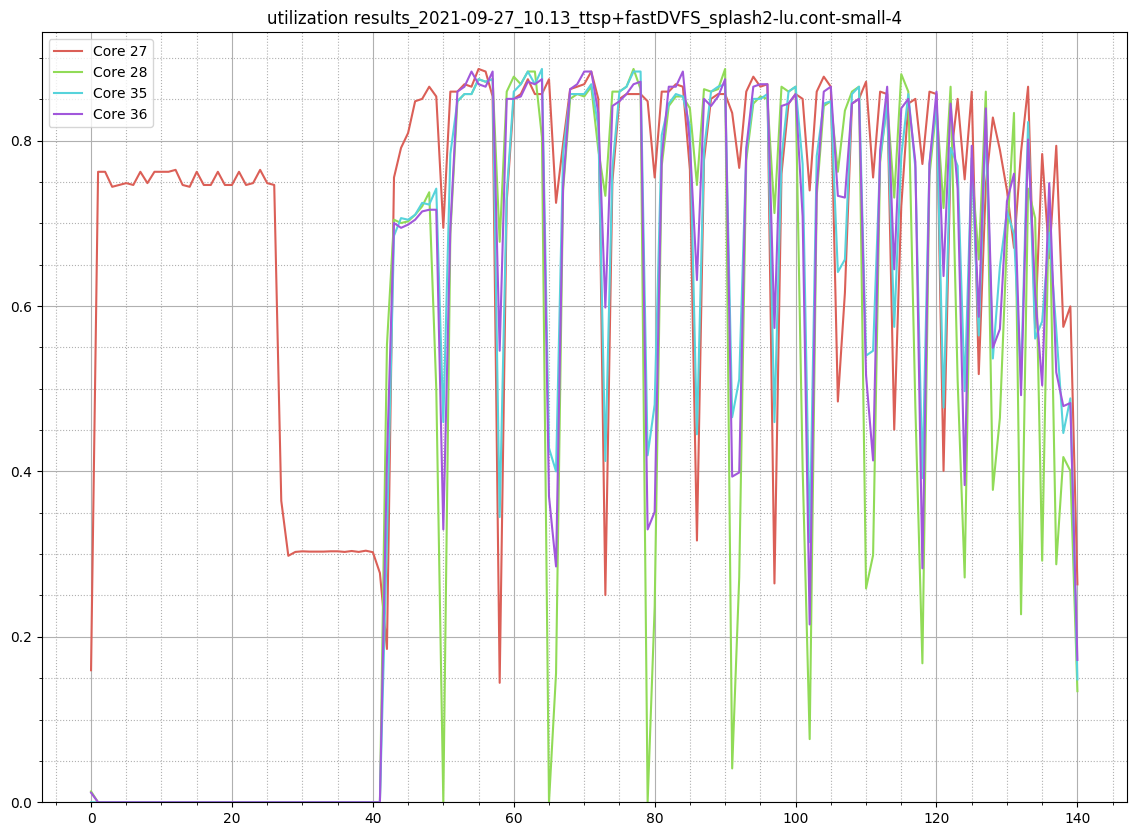 utilization results_2021-09-27_10.13_ttsp+fastDVFS_splash2-lu.cont-small-4
Core 27
Core 28
Core 35
Core 36
0.8
0.6
0.4
0.2
0.0
0 20 40 60 80 100 120 140